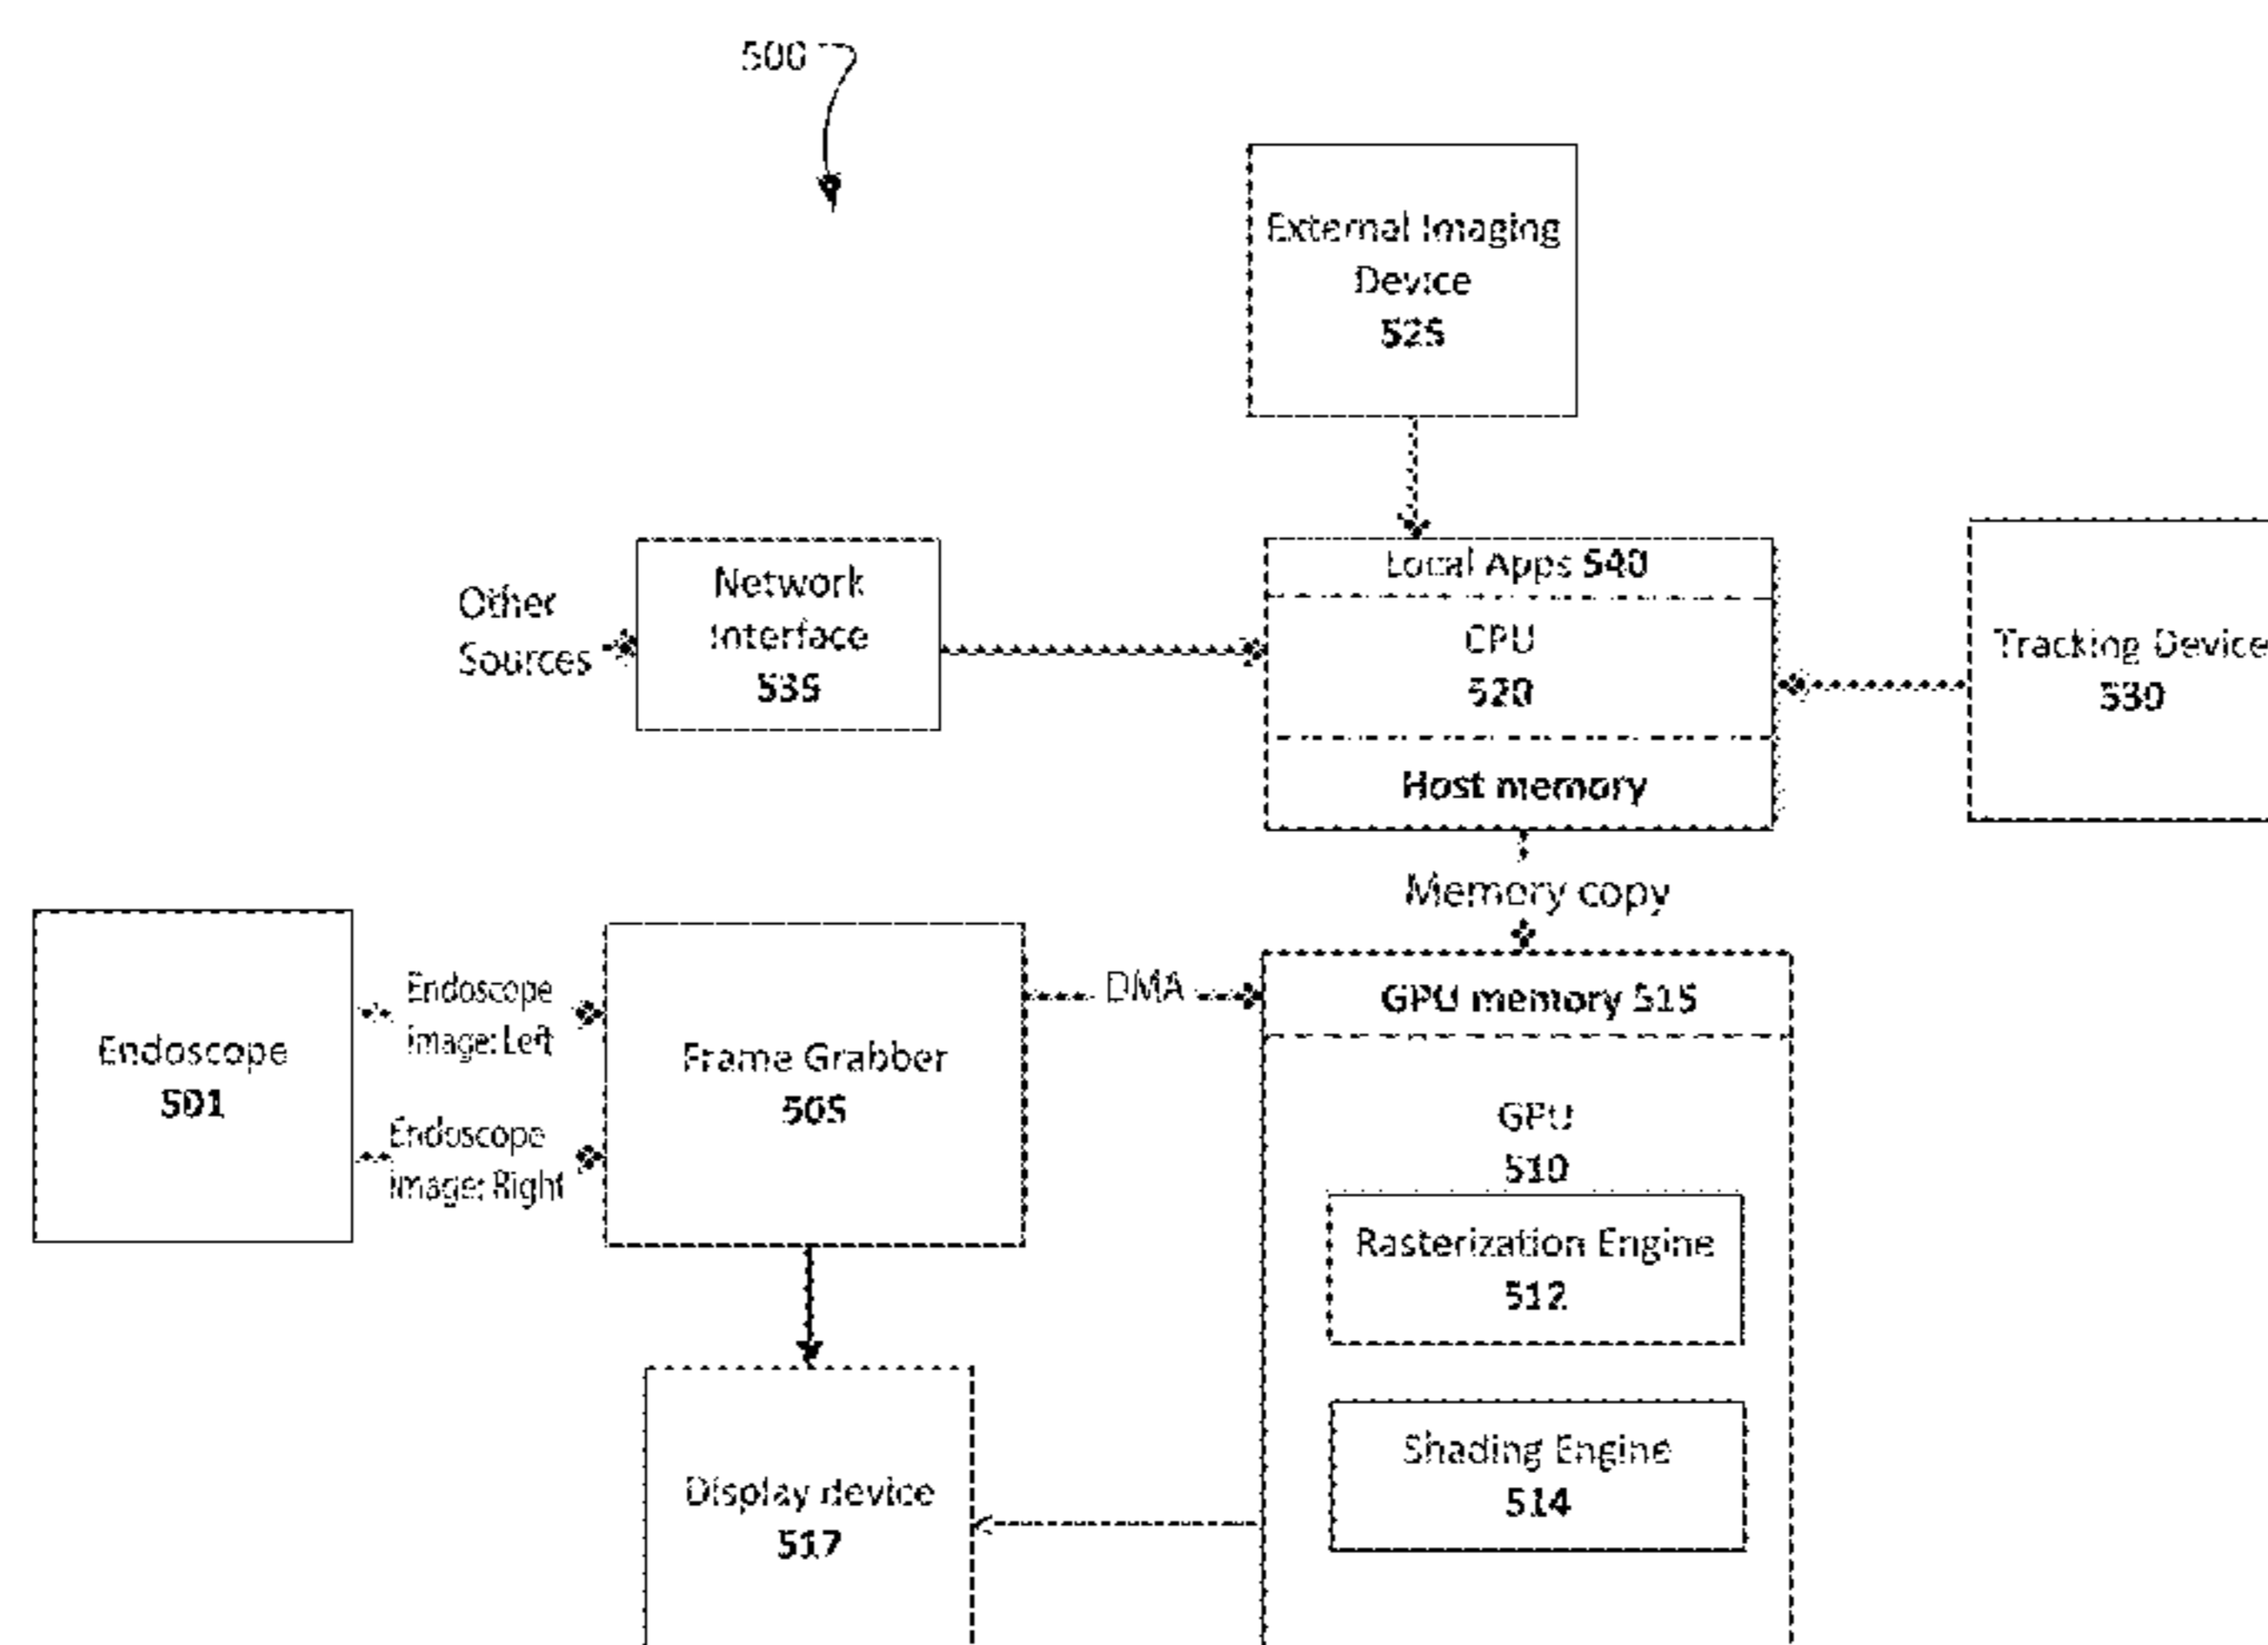 500
External Imaging
Device
525
Other
Sources
Network
Interface
535
Local Apps 540
CPU
520
Host memory
Tracking Device
530
Memory copy
Endoscope
501
Endoscope
image: Left
Endoscope
image: Right
Frame Grabber
505
DMA
GPU memory 515
GPU
510
Rasterization Engine
512
Shading Engine
514
Display device
517